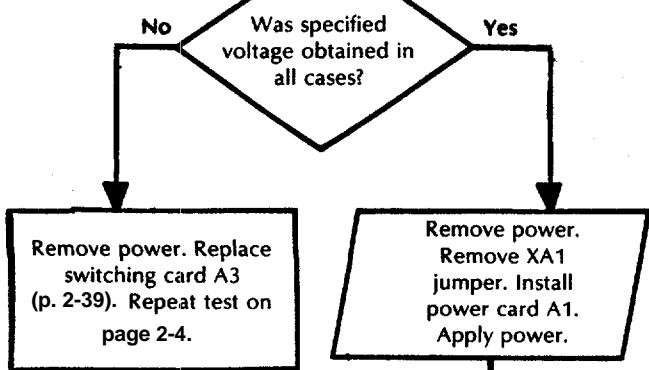 Was specified
voltage obtained in
all cases?
No
Yes
Remove power. Replace
switching card A3
(p. 2-39). Repeat test on
page 2-4.
Remove power.
Remove XA1
jumper. Install
power card A1.
Apply power.